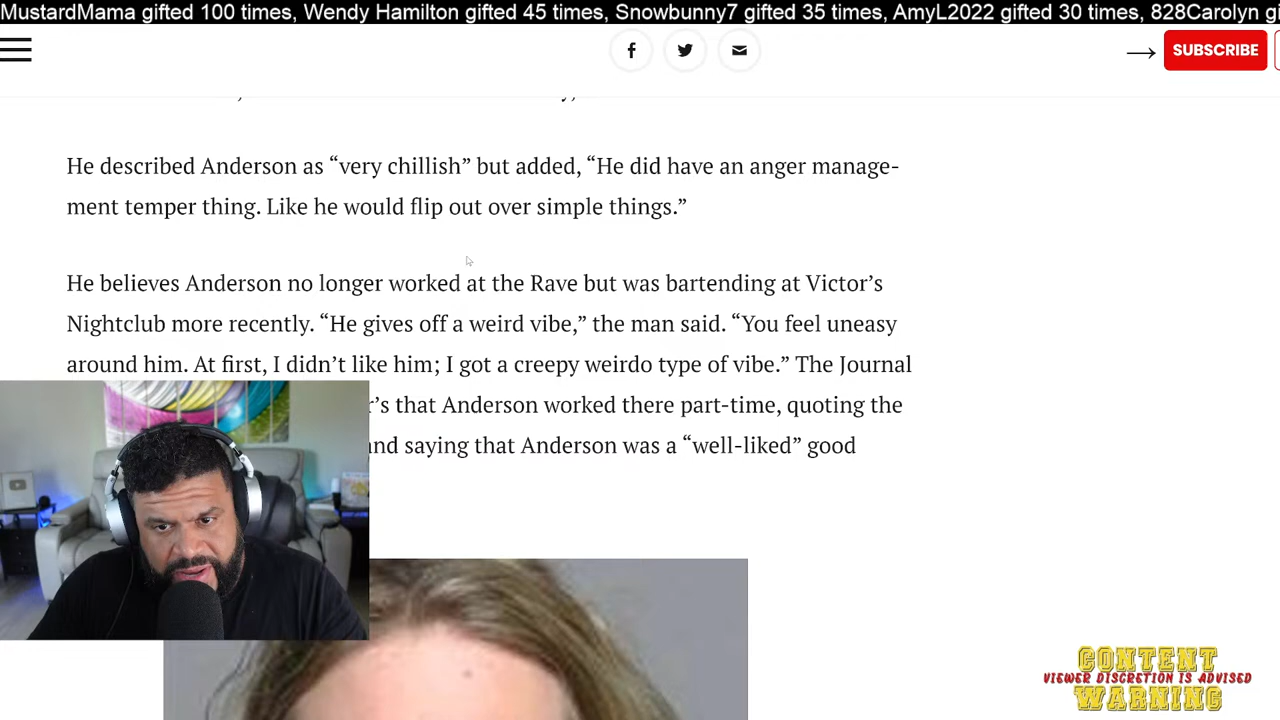 MustardMama gifted 100 times, Wendy Hamilton gifted 45 times, Snowbunny7 gifted 35 times, AmyL2022 gifted 30 times, 828Carolyn
SUBSCRIBE
He described Anderson as “very chillish” but added, “He did have an anger manage-
ment temper thing. Like he would flip out over simple things.”
He believes Anderson no longer worked at the Rave but was bartending at Victor’s
Nightclub more recently. “He gives off a weird vibe,” the man said. “You feel uneasy
around him. At first, I didn’t like him; I got a creepy weirdo type of vibe.” The Journal
that Anderson worked there part-time, quoting the
and saying that Anderson was a “well-liked” good
CONTENT
VIEWER DISCRETION IS ADVISED
WARNING